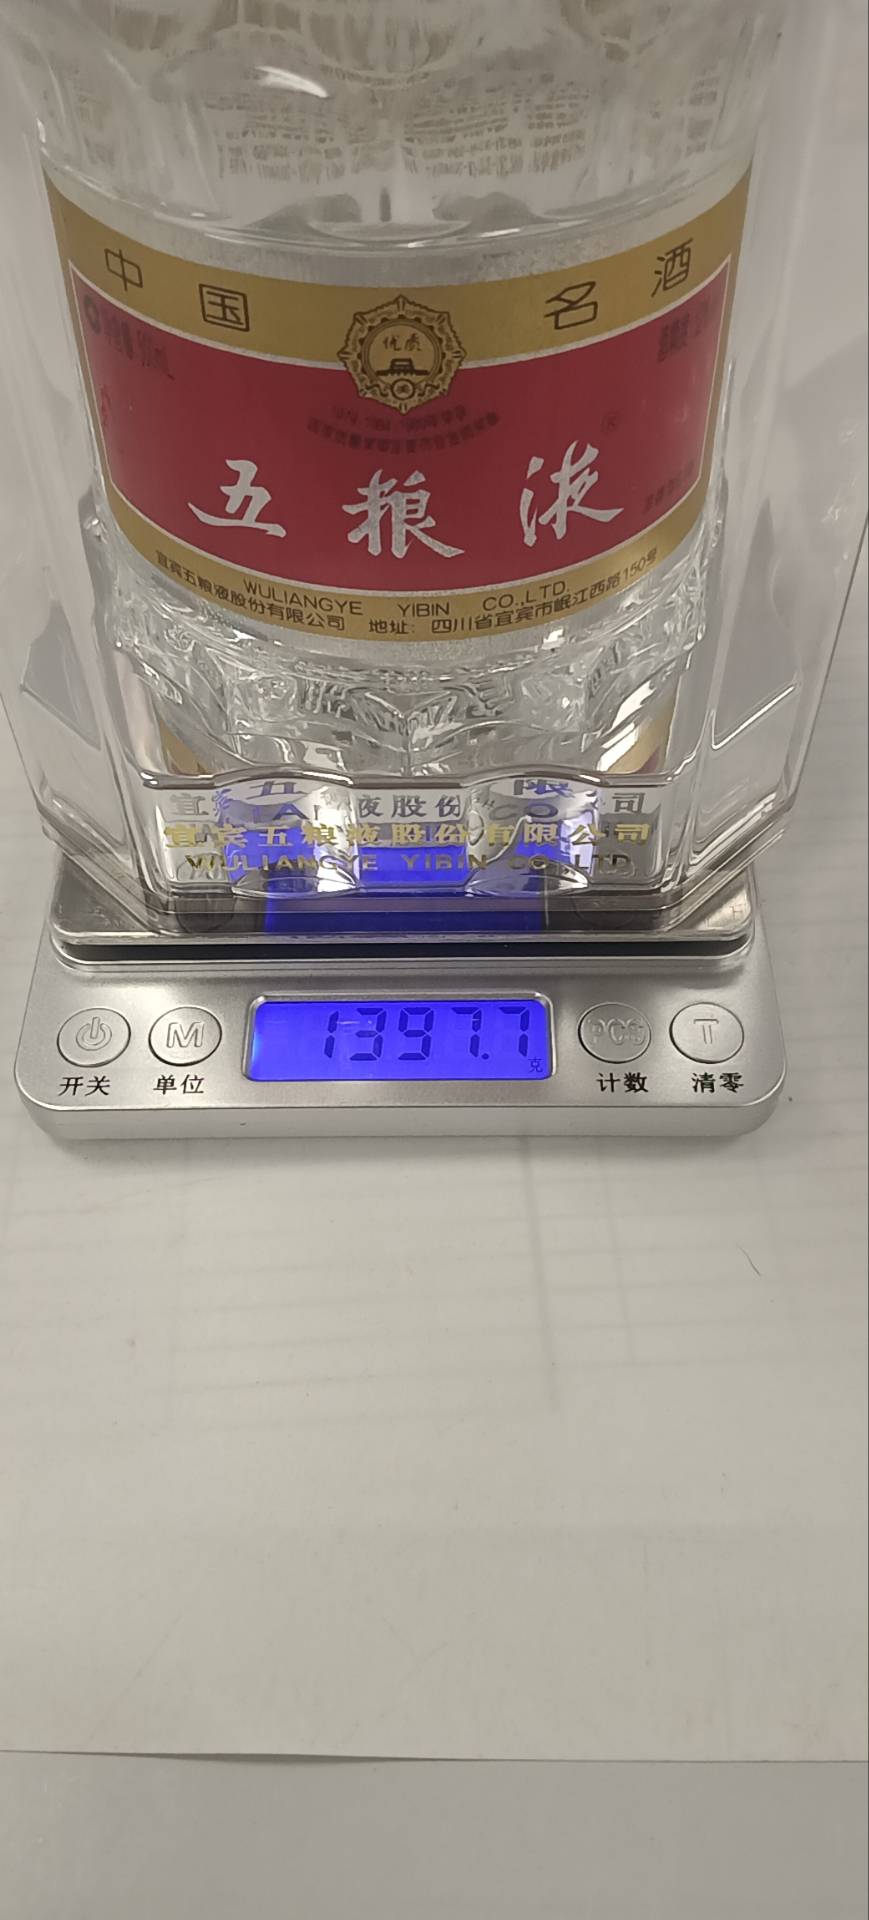 中 国 名 酒
优质
五 粮 液 ®
WULIANGYE YIBIN CO.,LTD.
宜宾五粮液股份有限公司 地址: 四川省宜宾市岷江西路150号
宜宾五粮液股份有限公司
WULIANGYE YIBIN CO.,LTD
1397.7 克
M PCS T
开关 单位 计数 清零